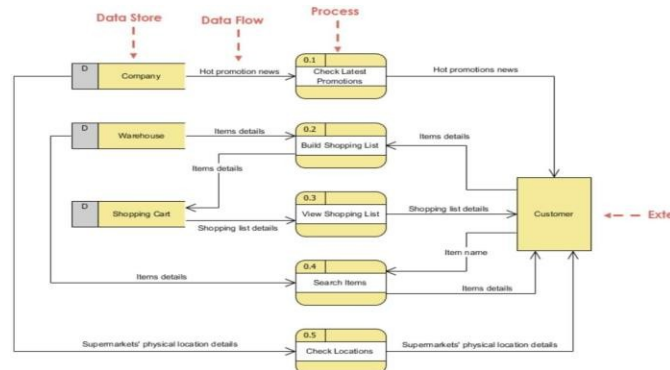 Data Store
Data Flow
Process
D
Company
Hot promotion news
0.1
Check Latest
Promotions
Hot promotions news
D
Warehouse
Items details
0.2
Build Shopping List
Items details
Items details
D
Shopping Cart
Shopping list details
0.3
View Shopping List
Shopping list details
Customer
Exte
Item name
Items details
0.4
Search Items
Items details
Supermarkets' physical location details
0.5
Check Locations
Supermarkets' physical location details